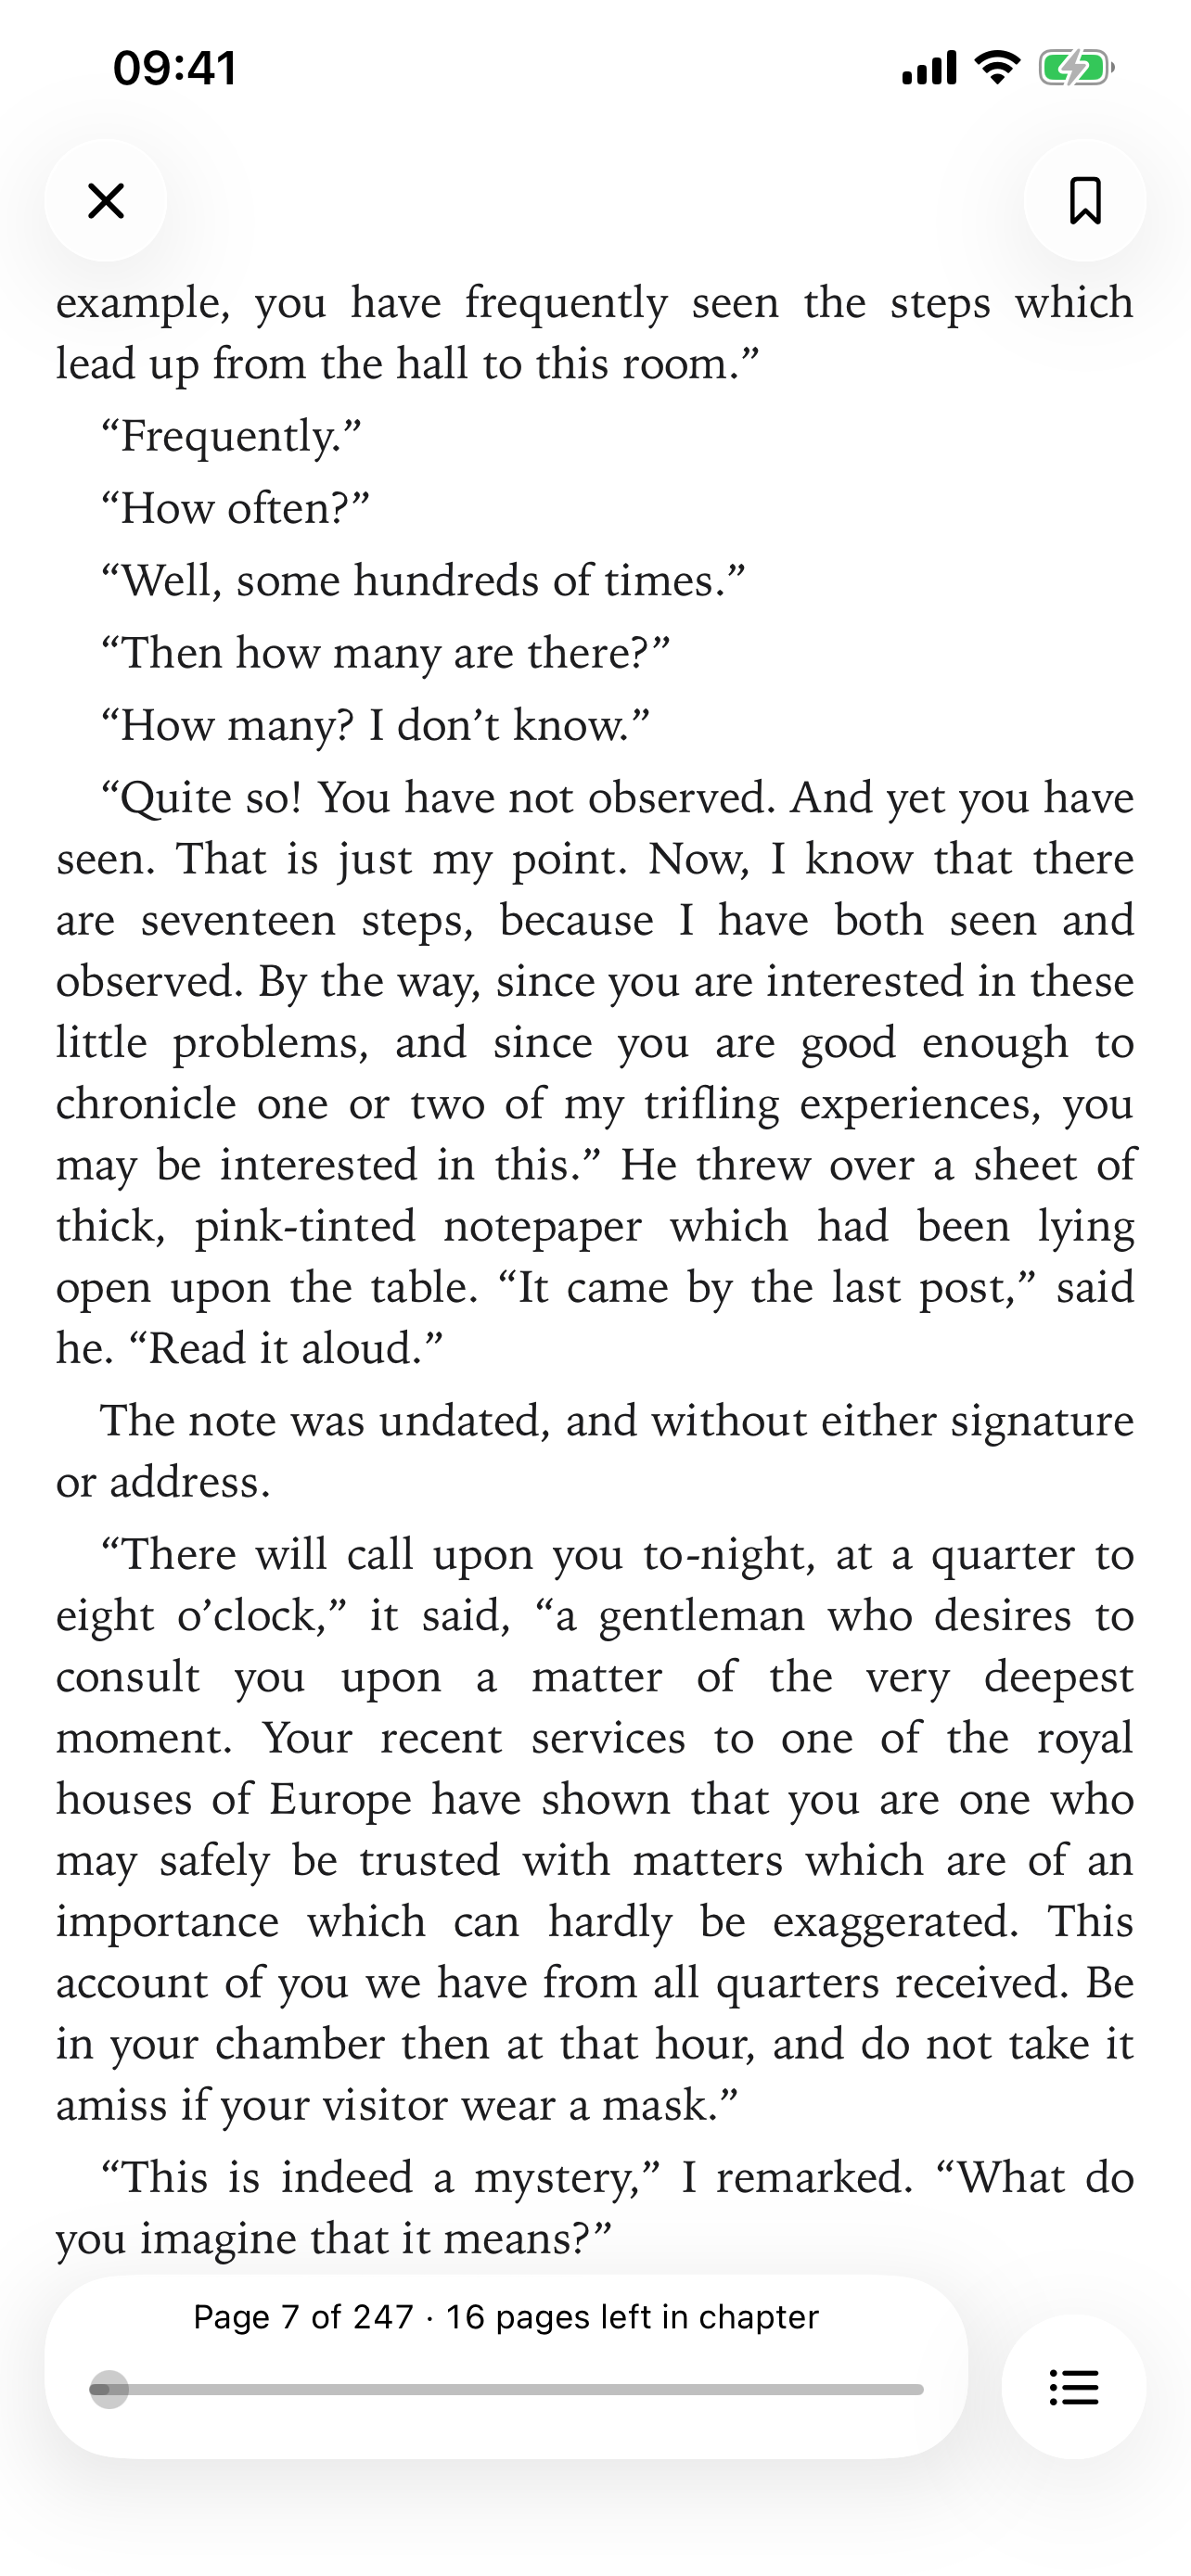 09:41
example, you have frequently seen the steps which
lead up from the hall to this room.”
“Frequently.”
“How often?”
“Well, some hundreds of times.”
“Then how many are there?”
“How many? I don’t know.”
“Quite so! You have not observed. And yet you have
seen. That is just my point. Now, I know that there
are seventeen steps, because I have both seen and
observed. By the way, since you are interested in these
little problems, and since you are good enough to
chronicle one or two of my trifling experiences, you
may be interested in this.” He threw over a sheet of
thick, pink-tinted notepaper which had been lying
open upon the table. “It came by the last post,” said
he. “Read it aloud.”
The note was undated, and without either signature
or address.
“There will call upon you to-night, at a quarter to
eight o’clock,” it said, “a gentleman who desires to
consult you upon a matter of the very deepest
moment. Your recent services to one of the royal
houses of Europe have shown that you are one who
may safely be trusted with matters which are of an
importance which can hardly be exaggerated. This
account of you we have from all quarters received. Be
in your chamber then at that hour, and do not take it
amiss if your visitor wear a mask.”
“This is indeed a mystery,” I remarked. “What do
you imagine that it means?”
Page 7 of 247 · 16 pages left in chapter